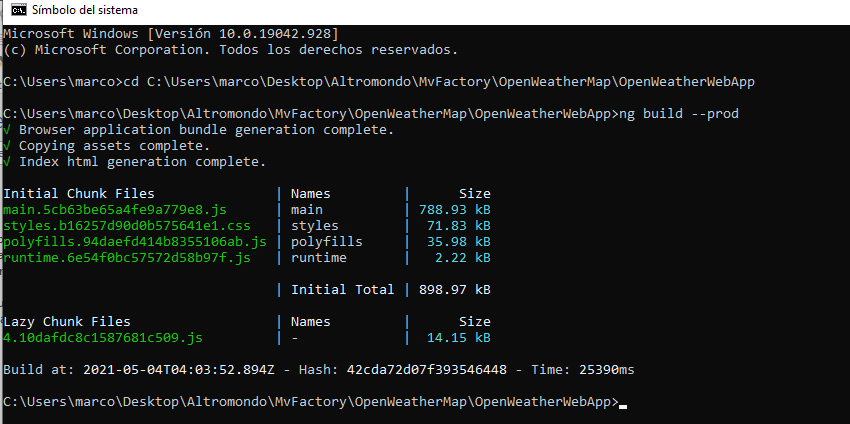 Símbolo del sistema
Microsoft Windows [Versión 10.0.19042.928]
(c) Microsoft Corporation. Todos los derechos reservados.
C:\Users\marco>cd C:\Users\marco\Desktop\Altromondo\MvFactory\OpenWeatherMap\OpenWeatherWebApp
C:\Users\marco\Desktop\Altromondo\MvFactory\OpenWeatherMap\OpenWeatherWebApp>ng build --prod
√ Browser application bundle generation complete.
√ Copying assets complete.
√ Index html generation complete.
Initial Chunk Files | Names | Size
main.5cb63be65a4fe9a779e8.js | main | 788.93 kB
styles.b16257d90d0b575641e1.css | styles | 71.83 kB
polyfills.94daefd414b8355106ab.js | polyfills | 35.98 kB
runtime.6e54f0bc57572d58b97f.js | runtime | 2.22 kB
| Initial Total | 898.97 kB
Lazy Chunk Files | Names | Size
4.10dafdc8c1587681c509.js | - | 14.15 kB
Build at: 2021-05-04T04:03:52.894Z - Hash: 42cda72d07f393546448 - Time: 25390ms
C:\Users\marco\Desktop\Altromondo\MvFactory\OpenWeatherMap\OpenWeatherWebApp>_